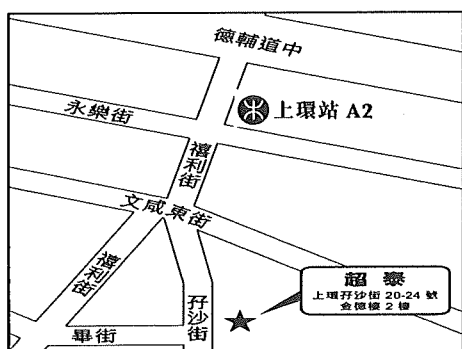 德輔道中
上環站 A2
永樂街
禧利街
文咸東街
禧利街
孖沙街
畢街
超泰
上環孖沙街 20-24 號
金德樓 2 樓